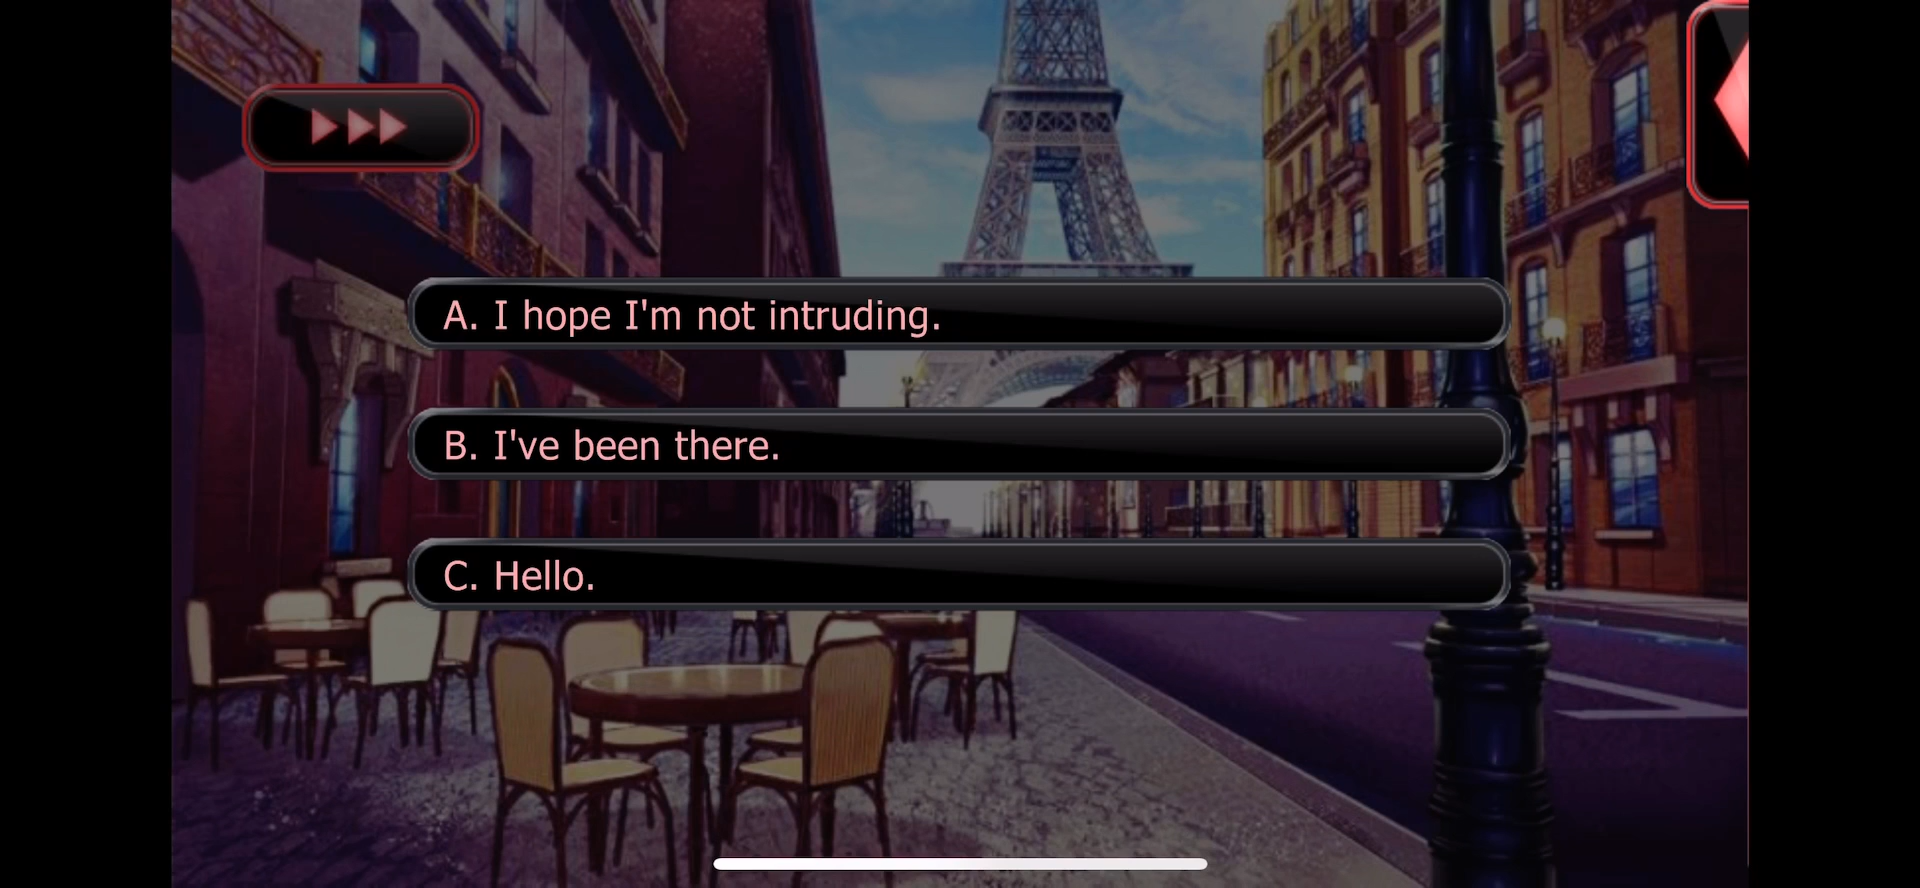 A. I hope I'm not intruding.
B. I've been there.
C. Hello.